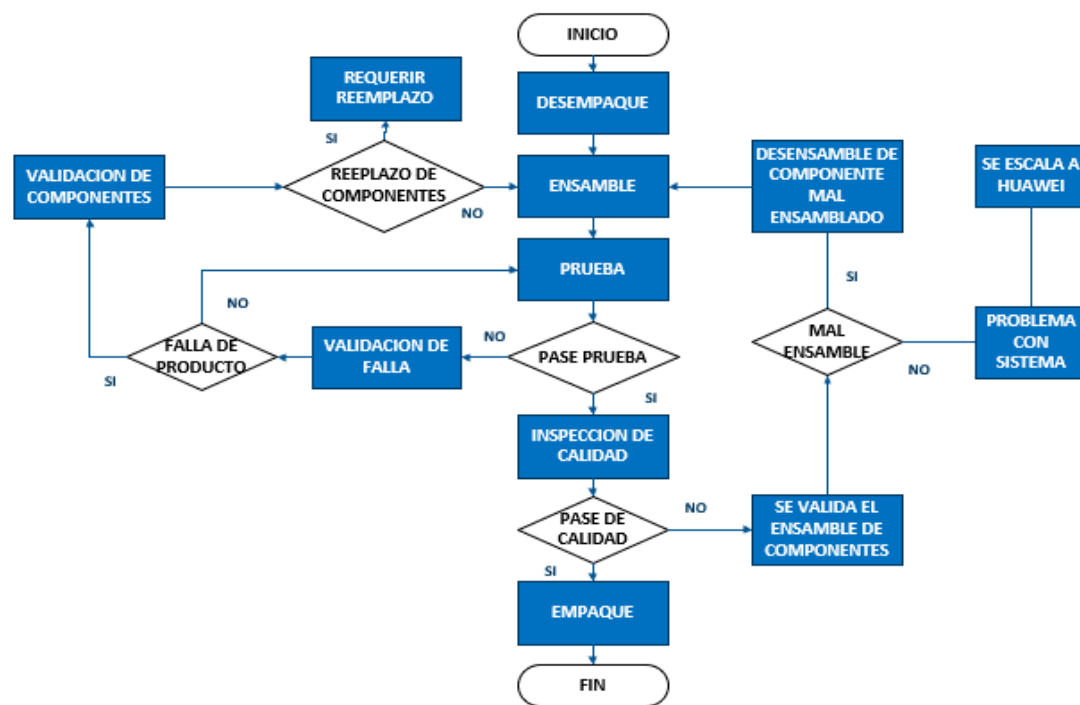 INICIO
REQUERIR
REEMPLAZO
DESEMPAQUE
SI
VALIDACION DE
COMPONENTES
REEPLAZO DE
COMPONENTES
NO
ENSAMBLE
DESENSAMBLE DE
COMPONENTE
MAL
ENSAMBLADO
SE ESCALA A
HUAWEI
PRUEBA
NO
SI
FALLA DE
PRODUCTO
SI
VALIDACION DE
FALLA
NO
PASE PRUEBA
SI
MAL
ENSAMBLE
NO
PROBLEMA
CON
SISTEMA
INSPECCION DE
CALIDAD
PASE DE
CALIDAD
NO
SI
SE VALIDA EL
ENSAMBLE DE
COMPONENTES
EMPAQUE
FIN